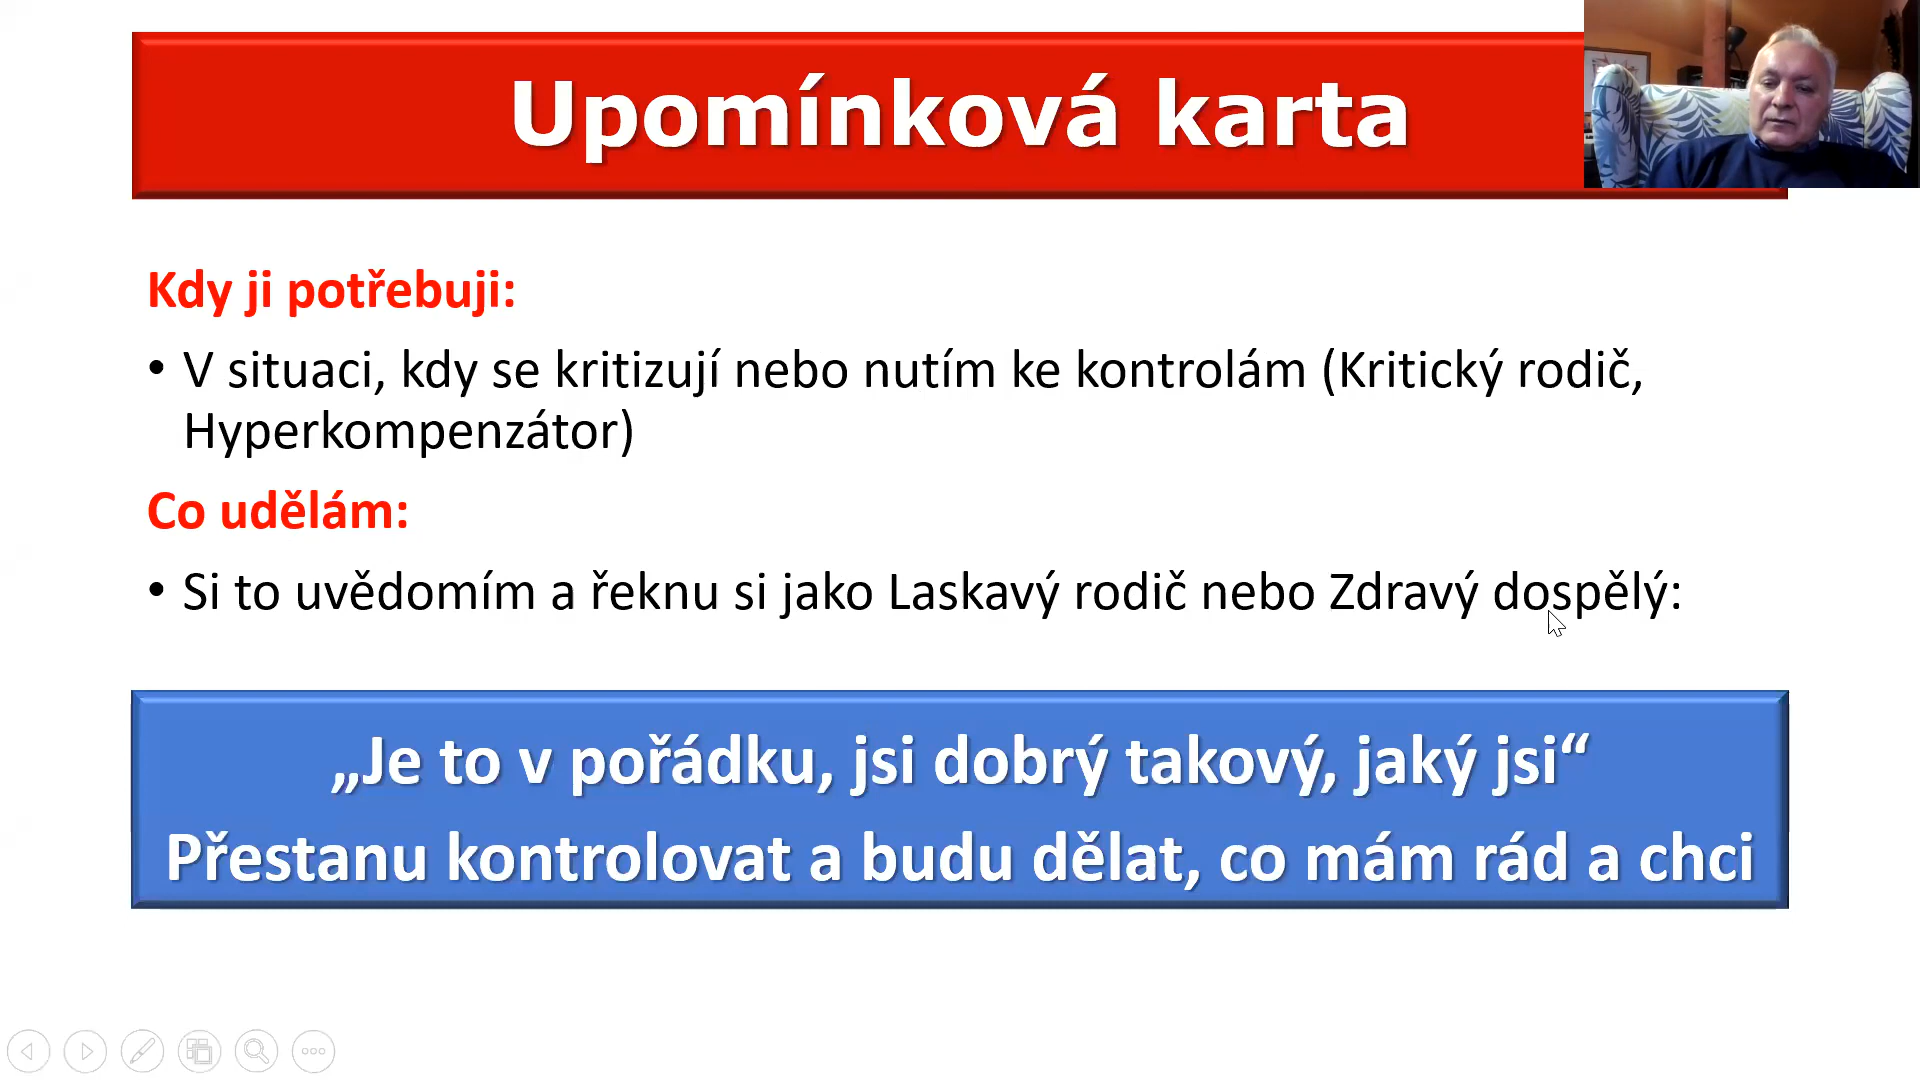 Upomínková karta
Kdy ji potřebuji:
• V situaci, kdy se kritizují nebo nutím ke kontrolám (Kritický rodič,
Hyperkompenzátor)
Co udělám:
• Si to uvědomím a řeknu si jako Laskavý rodič nebo Zdravý dospělý:
„Je to v pořádku, jsi dobrý takový, jaký jsi“
Přestanu kontrolovat a budu dělat, co mám rád a chci